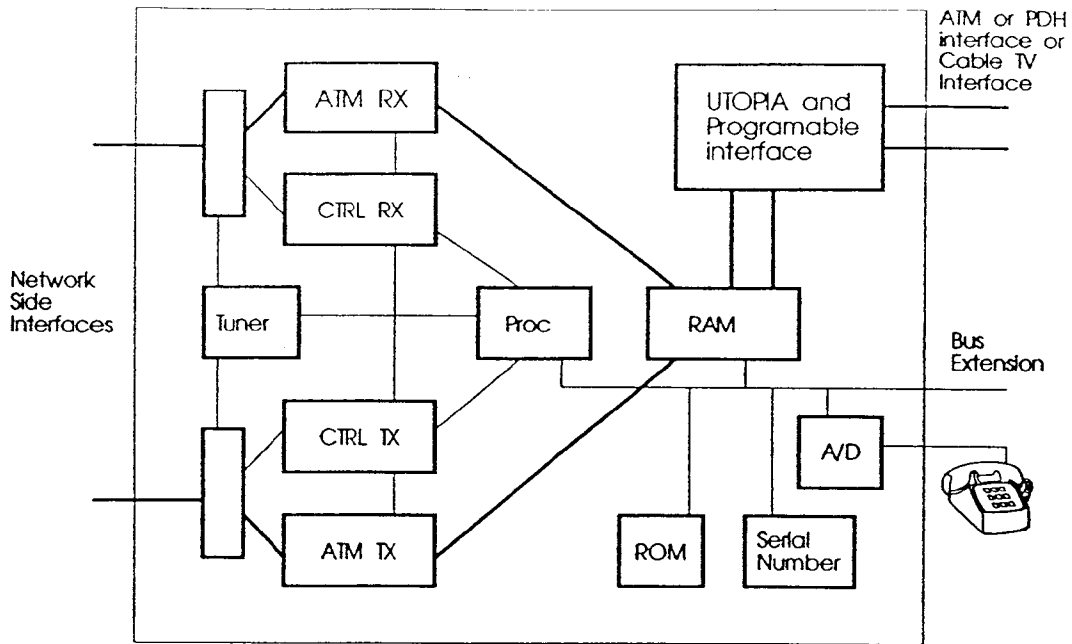 ATM or PDH
interface or
Cable TV
Interface
ATM RX
UTOPIA and
Programable
interface
CTRL RX
Network
Side
Interfaces
Tuner
Proc
RAM
Bus
Extension
CTRL TX
A/D
ATM TX
ROM
Serial
Number